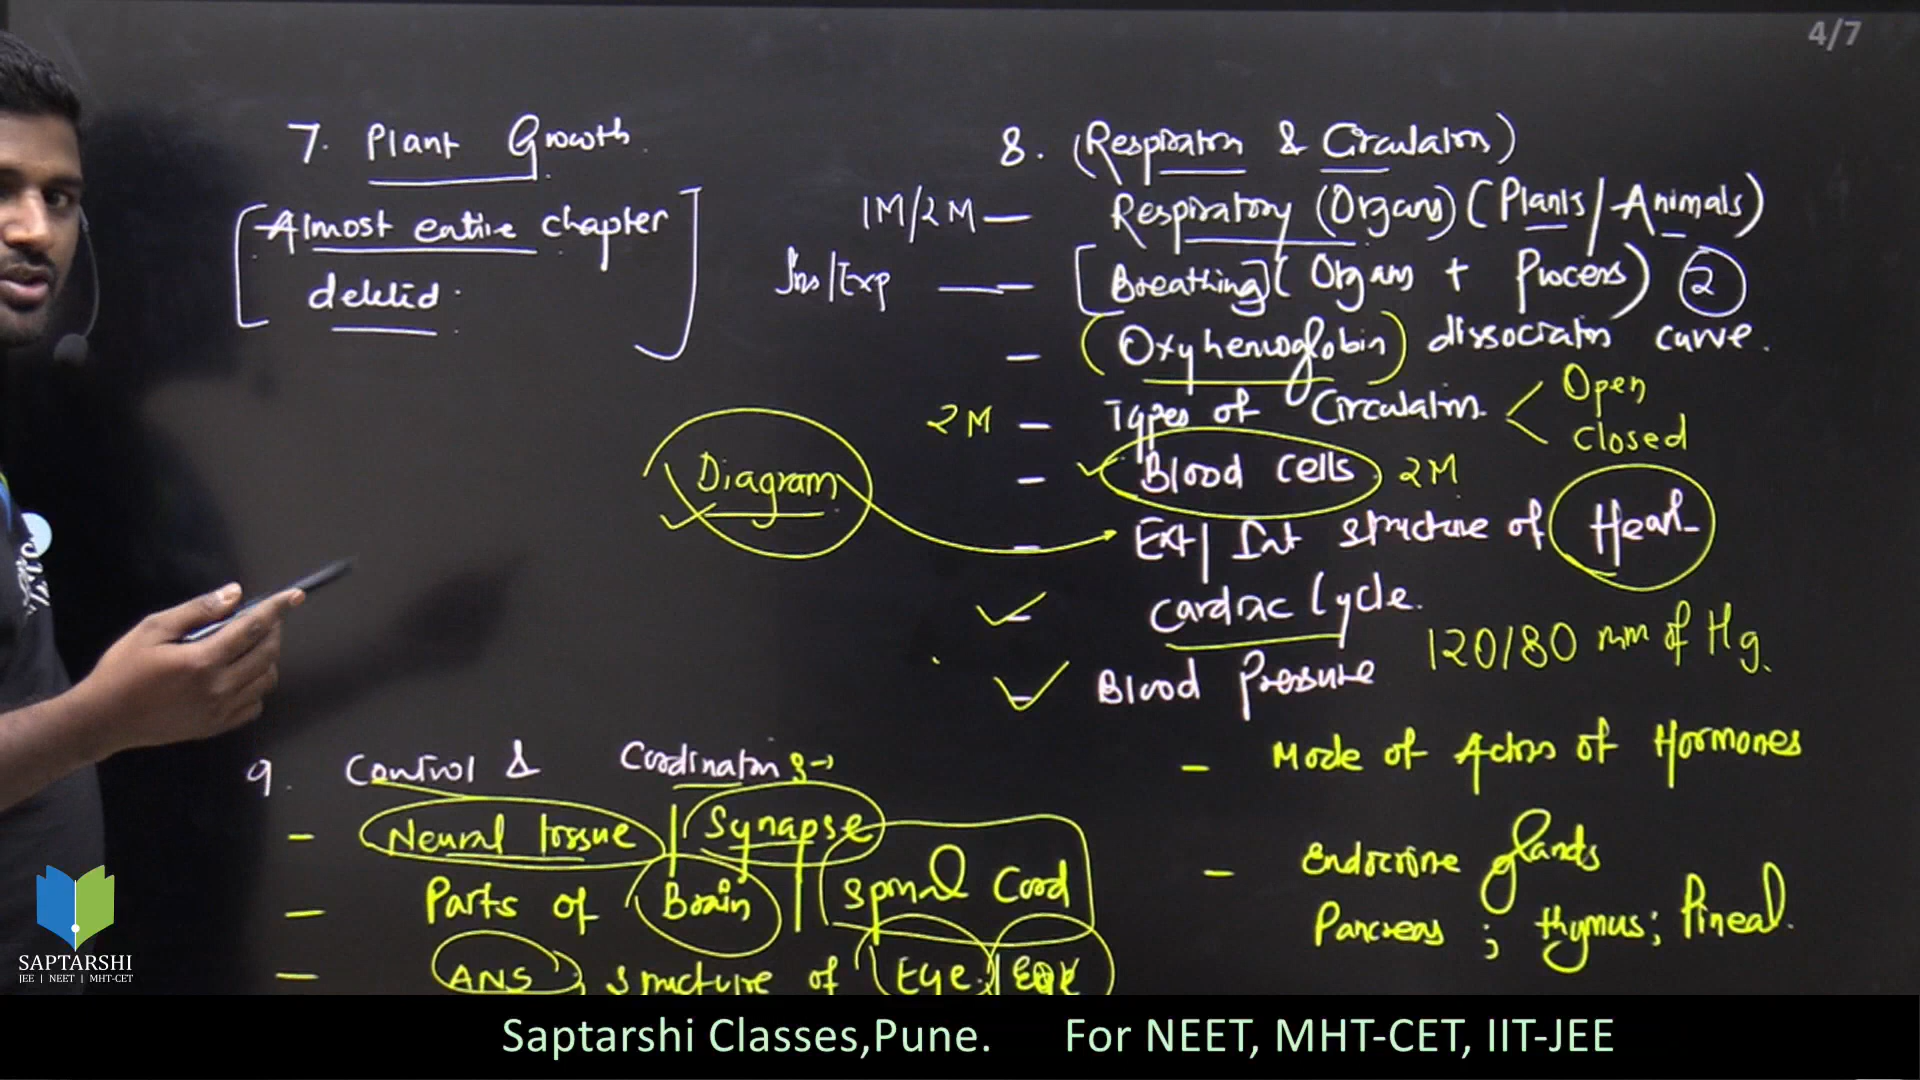 4/7
7. Plant Growth.
[Almost entire chapter
deleted.]
8. (Respiration & Circulation)
1M/2M — Respiratory (Organs) (Plants/Animals)
Ins/Exp — [Breathing] (Organs + Process) 2
- (Oxyhemoglobin) dissociation curve.
2M - Types of Circulation < Open
Closed
- Blood Cells 2M
Diagram
- Ext/Int structure of Heart
- Cardiac Cycle.
- Blood Pressure 120/80 mm of Hg.
9. Control & Coordination :→
- Neural tissue | Synapse
- Parts of Brain | Spinal Cord
- ANS, structure of Eye | Ear
- Mode of Action of Hormones
- Endocrine glands
Pancreas ; Thymus; Pineal.
SAPTARSHI
JEE | NEET | MHT-CET
Saptarshi Classes,Pune. For NEET, MHT-CET, IIT-JEE